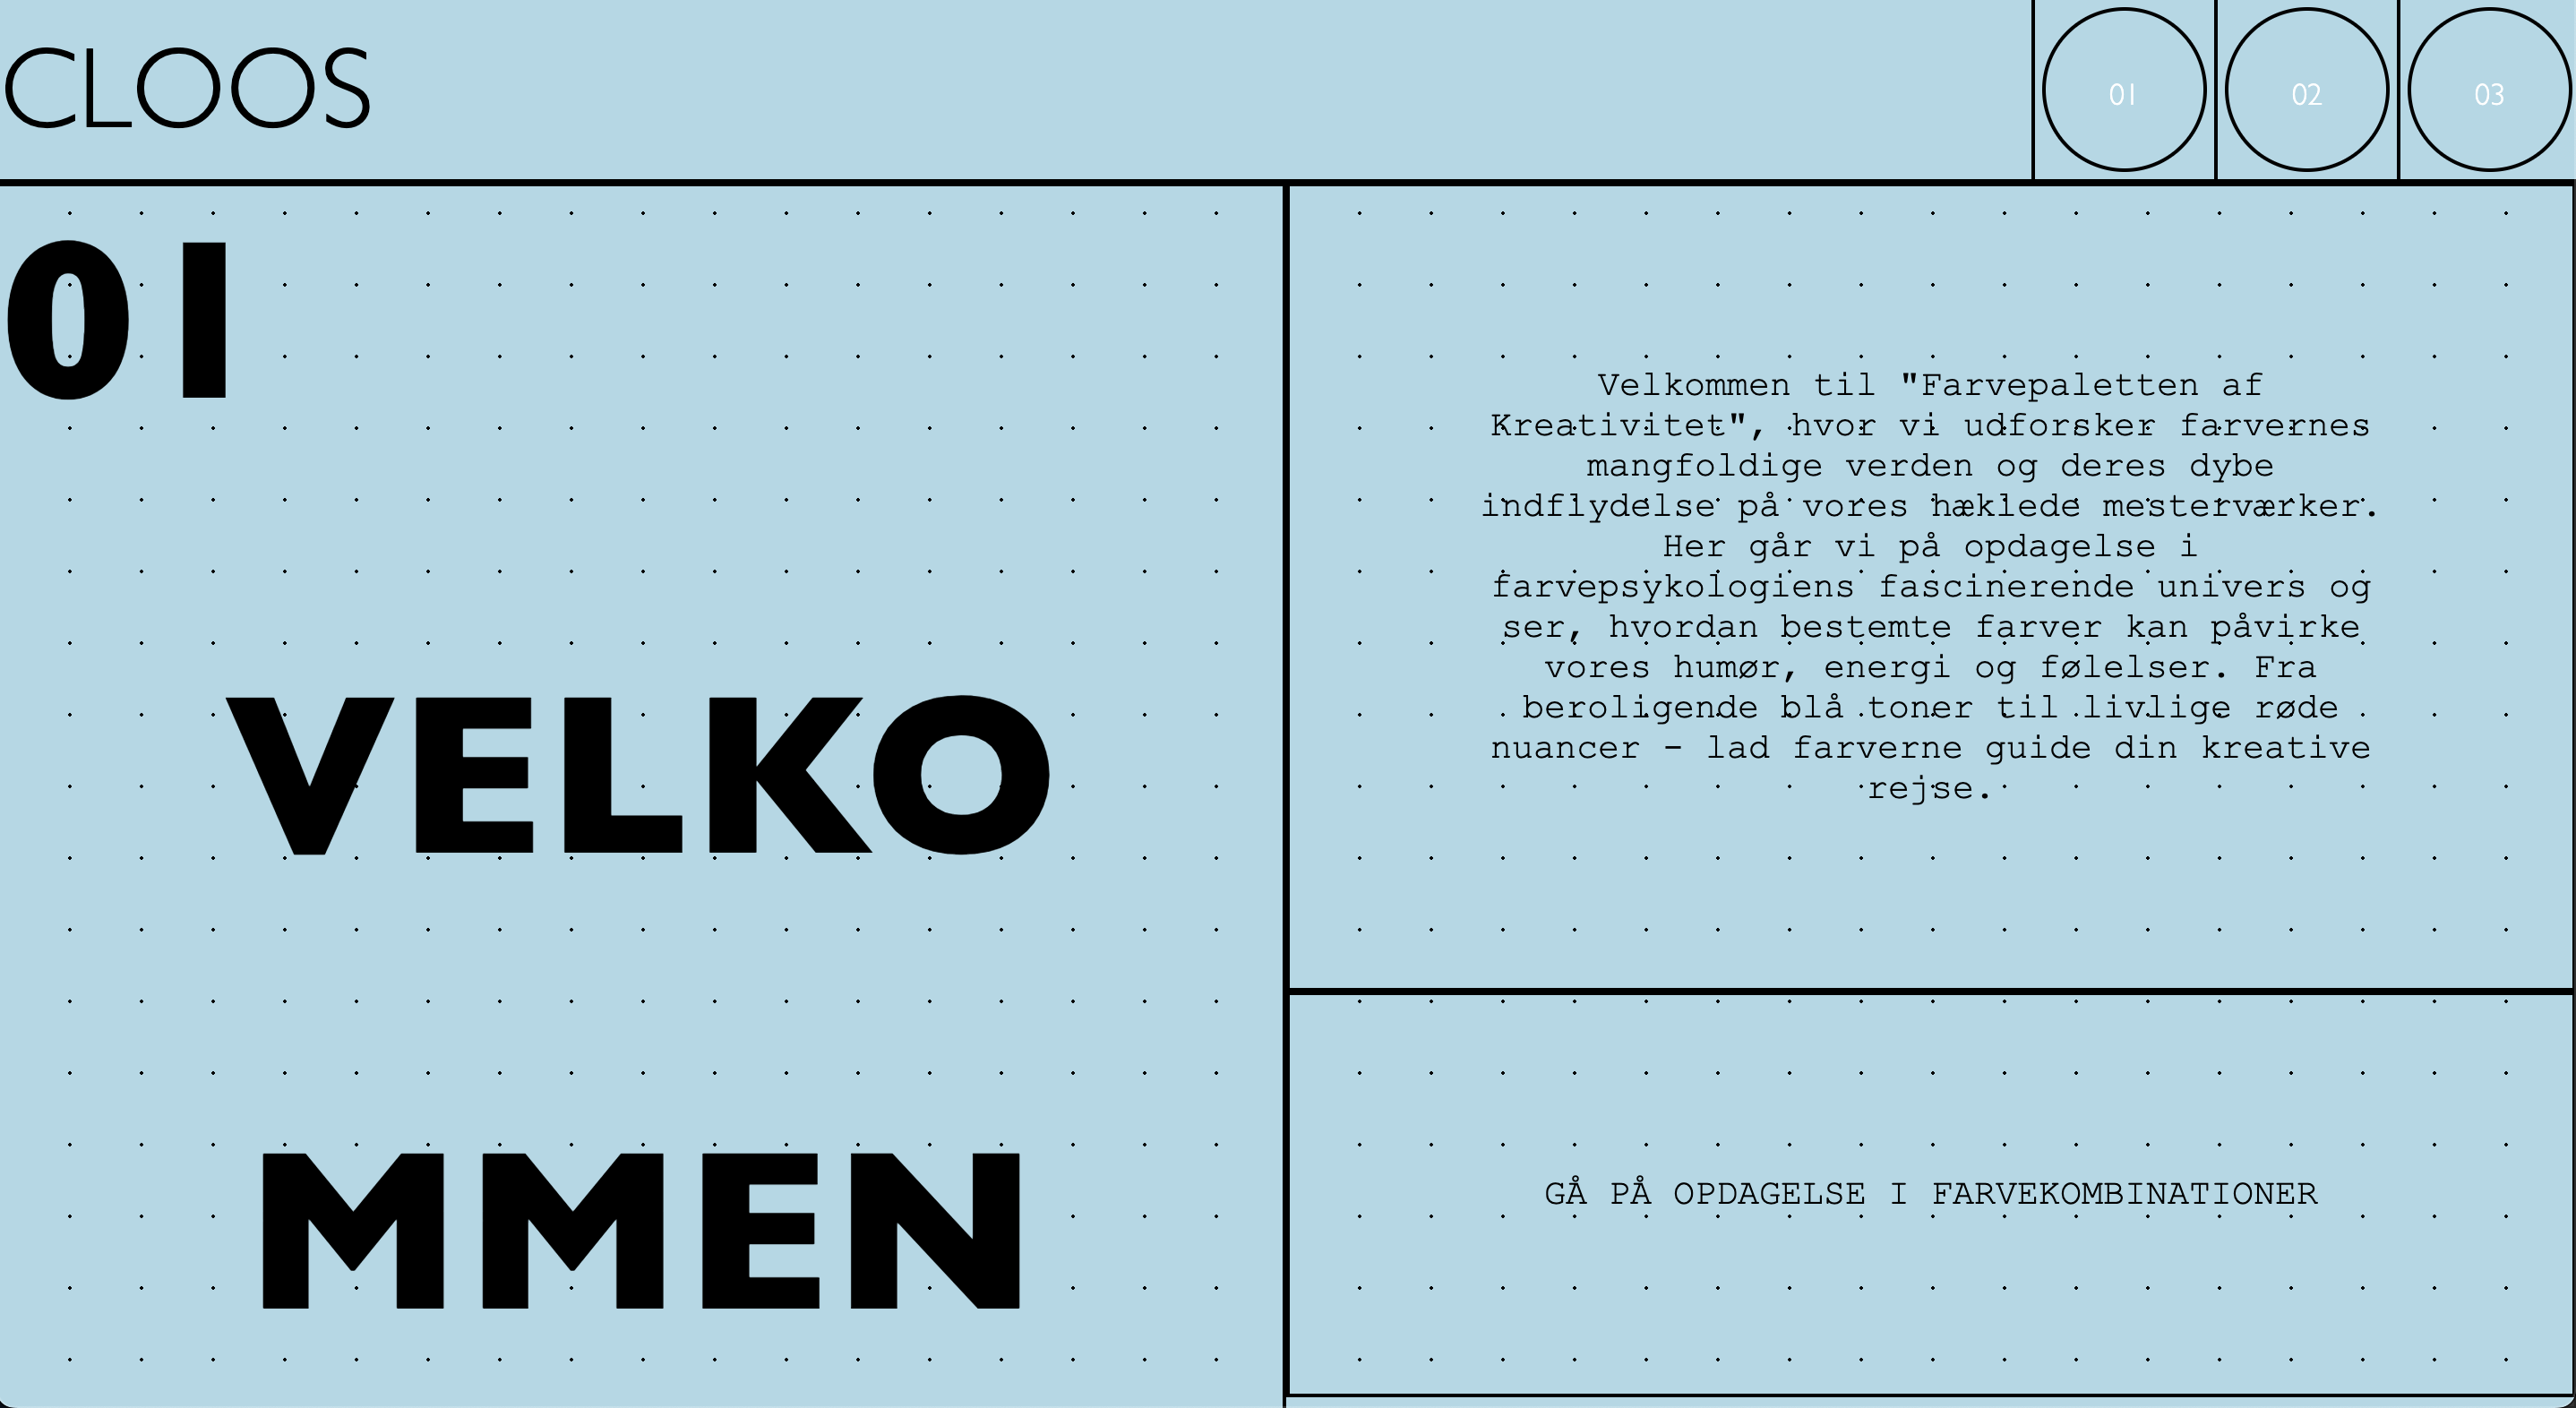 CLOOS
01
02
03
01
VELKO
MMEN
Velkommen til "Farvepaletten af
Kreativitet", hvor vi udforsker farvernes
mangfoldige verden og deres dybe
indflydelse på vores hæklede mesterværker.
Her går vi på opdagelse i
farvepsykologiens fascinerende univers og
ser, hvordan bestemte farver kan påvirke
vores humør, energi og følelser. Fra
beroligende blå toner til livlige røde
nuancer - lad farverne guide din kreative
rejse.
GÅ PÅ OPDAGELSE I FARVEKOMBINATIONER